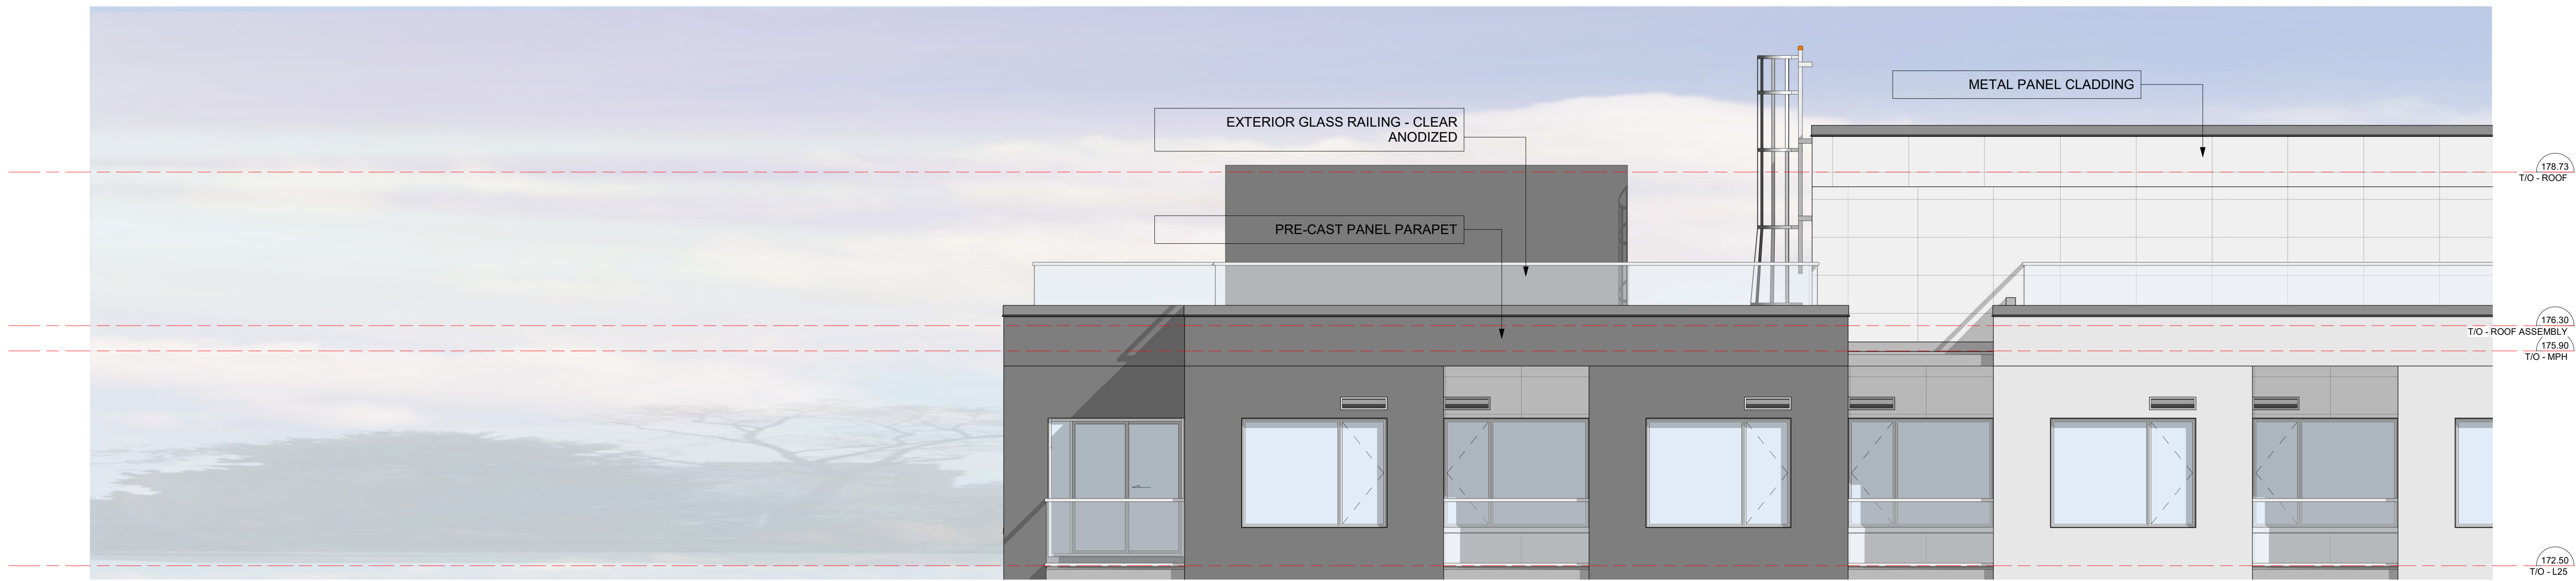 METAL PANEL CLADDING
EXTERIOR GLASS RAILING - CLEAR
ANODIZED
178.73
T/O - ROOF
PRE-CAST PANEL PARAPET
176.30
T/O - ROOF ASSEMBLY
175.90
T/O - MPH
172.50
T/O - L25